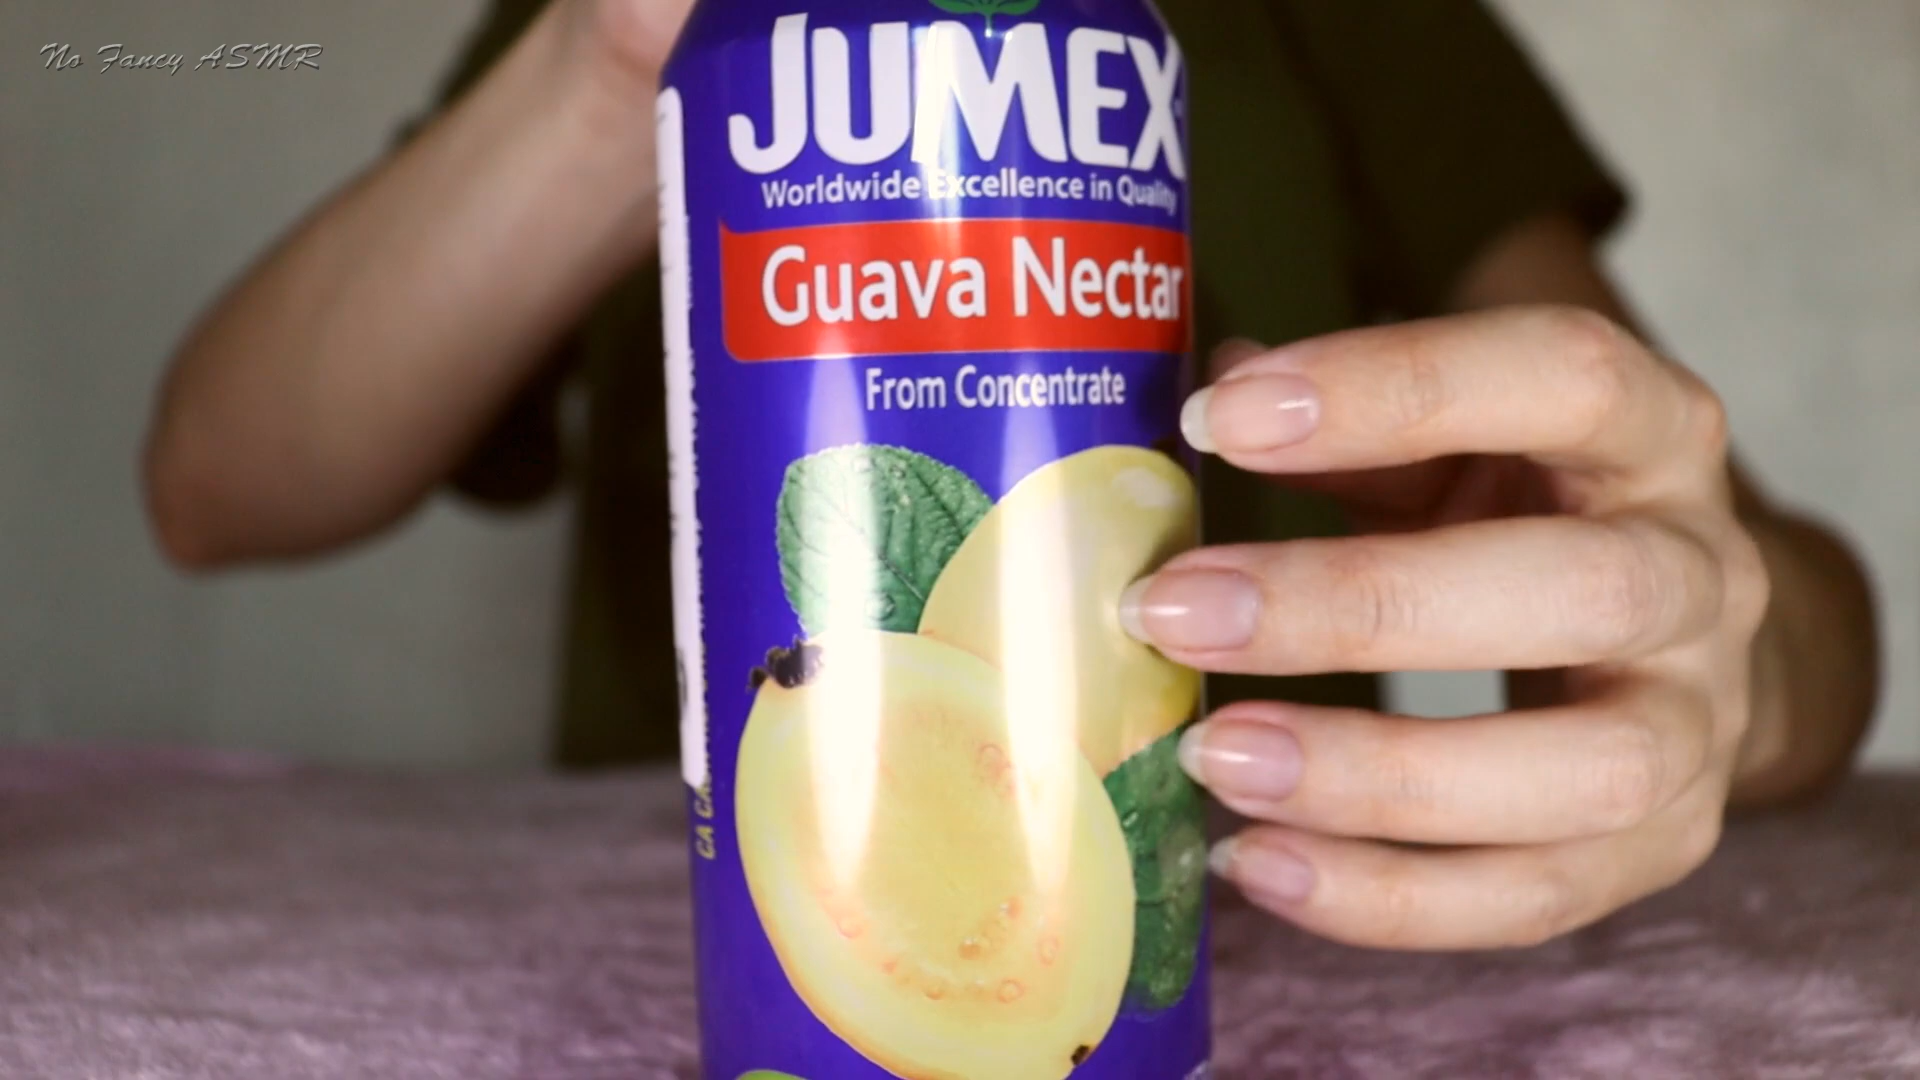 No Fancy ASMR
JUMEX
Worldwide Excellence in Quality
Guava Nectar
From Concentrate